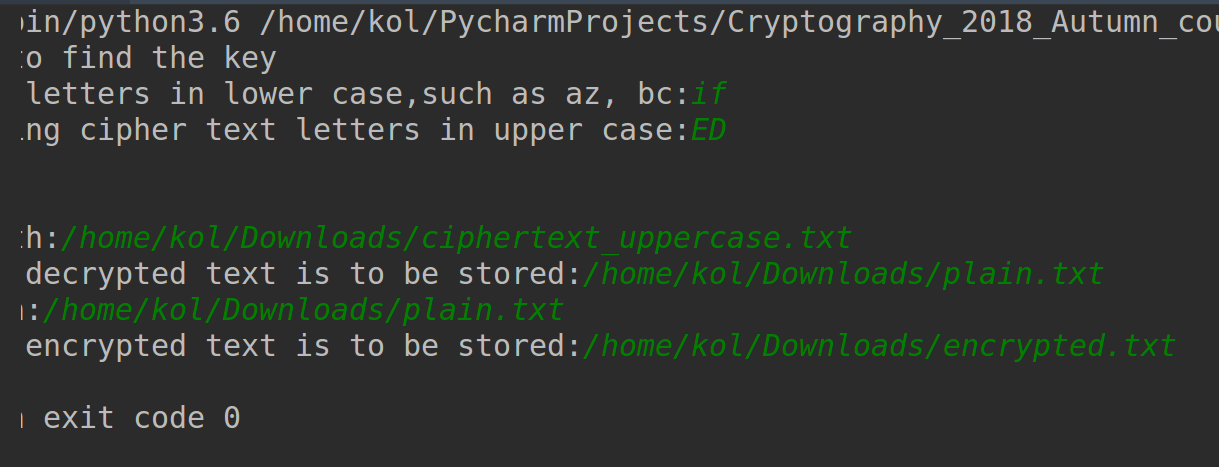 in/python3.6 /home/kol/PycharmProjects/Cryptography_2018_Autumn_cou
to find the key
letters in lower case,such as az, bc:if
ing cipher text letters in upper case:ED
th:/home/kol/Downloads/ciphertext_uppercase.txt
decrypted text is to be stored:/home/kol/Downloads/plain.txt
:/home/kol/Downloads/plain.txt
encrypted text is to be stored:/home/kol/Downloads/encrypted.txt
exit code 0